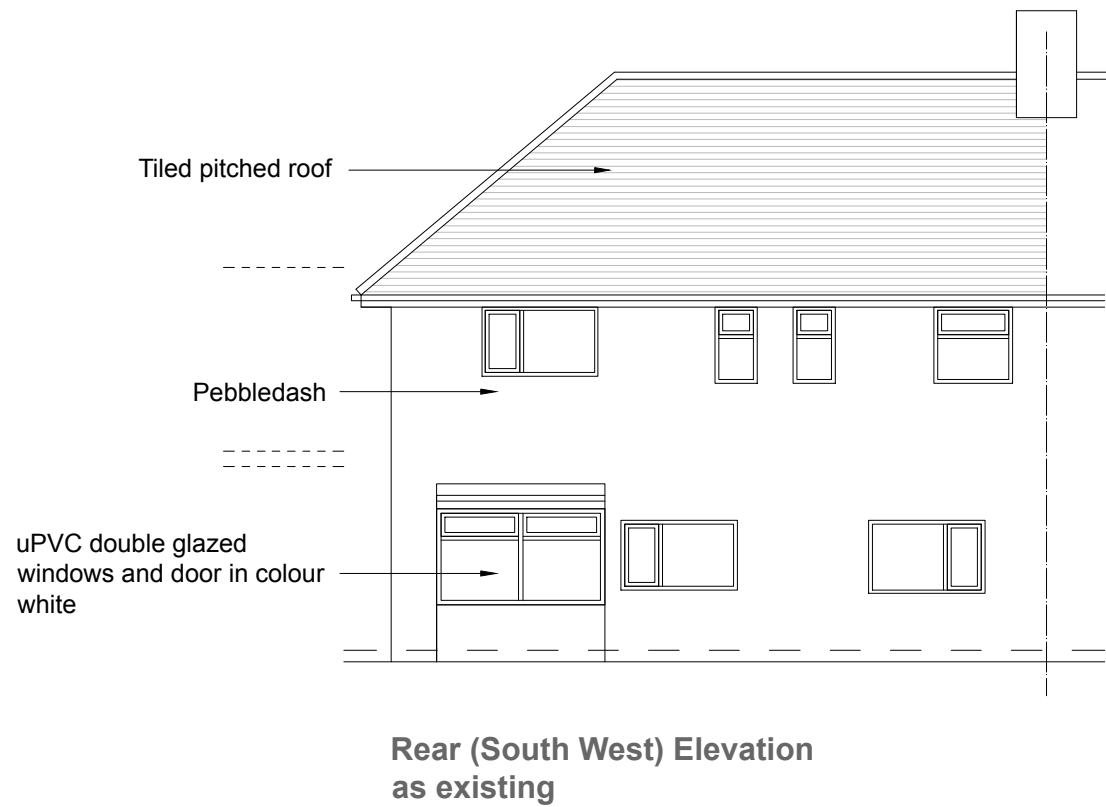 Tiled pitched roof
Pebbledash
uPVC double glazed
windows and door in colour
white
Rear (South West) Elevation
as existing